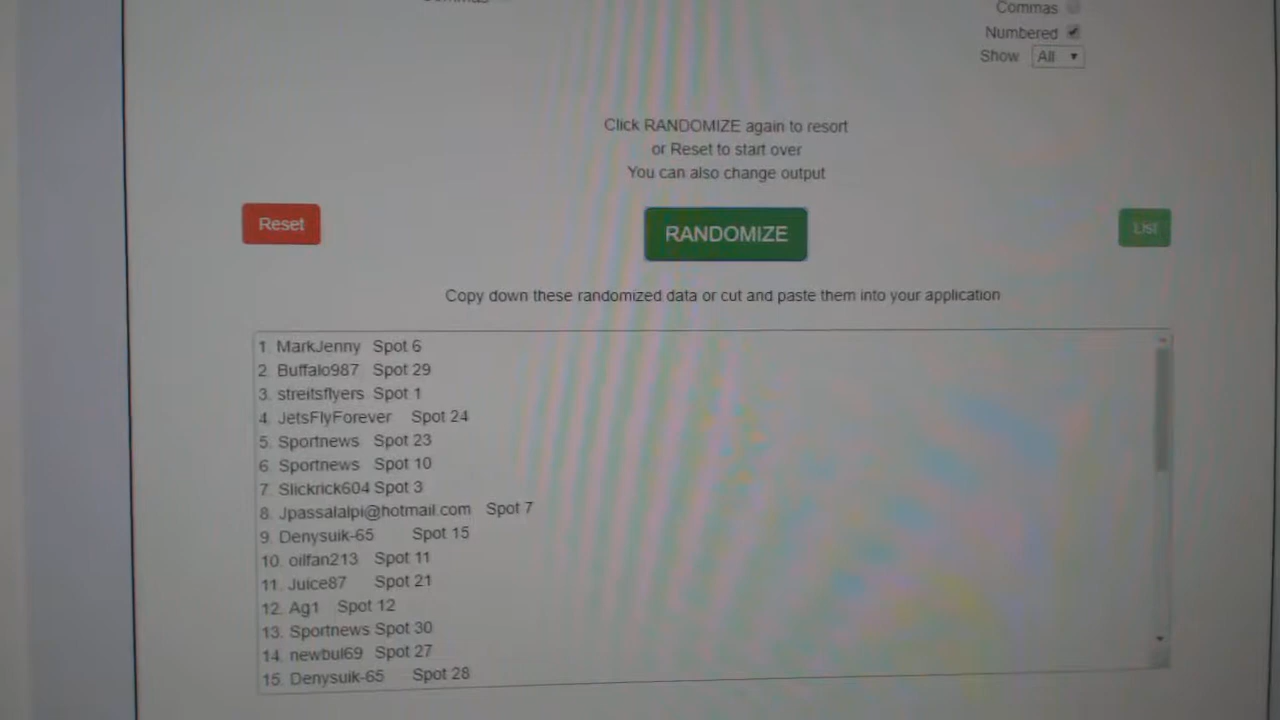 Commas
Numbered
Show All
Click RANDOMIZE again to resort
or Reset to start over
You can also change output
Reset
RANDOMIZE
List
Copy down these randomized data or cut and paste them into your application
1. MarkJenny Spot 6
2. Buffalo987 Spot 29
3. streitsflyers Spot 1
4. JetsFlyForever Spot 24
5. Sportnews Spot 23
6. Sportnews Spot 10
7. Slickrick604 Spot 3
8. Jpassalalpi@hotmail.com Spot 7
9. Denysuik-65 Spot 15
10. oilfan213 Spot 11
11. Juice87 Spot 21
12. Ag1 Spot 12
13. Sportnews Spot 30
14. newbul69 Spot 27
15. Denysuik-65 Spot 28